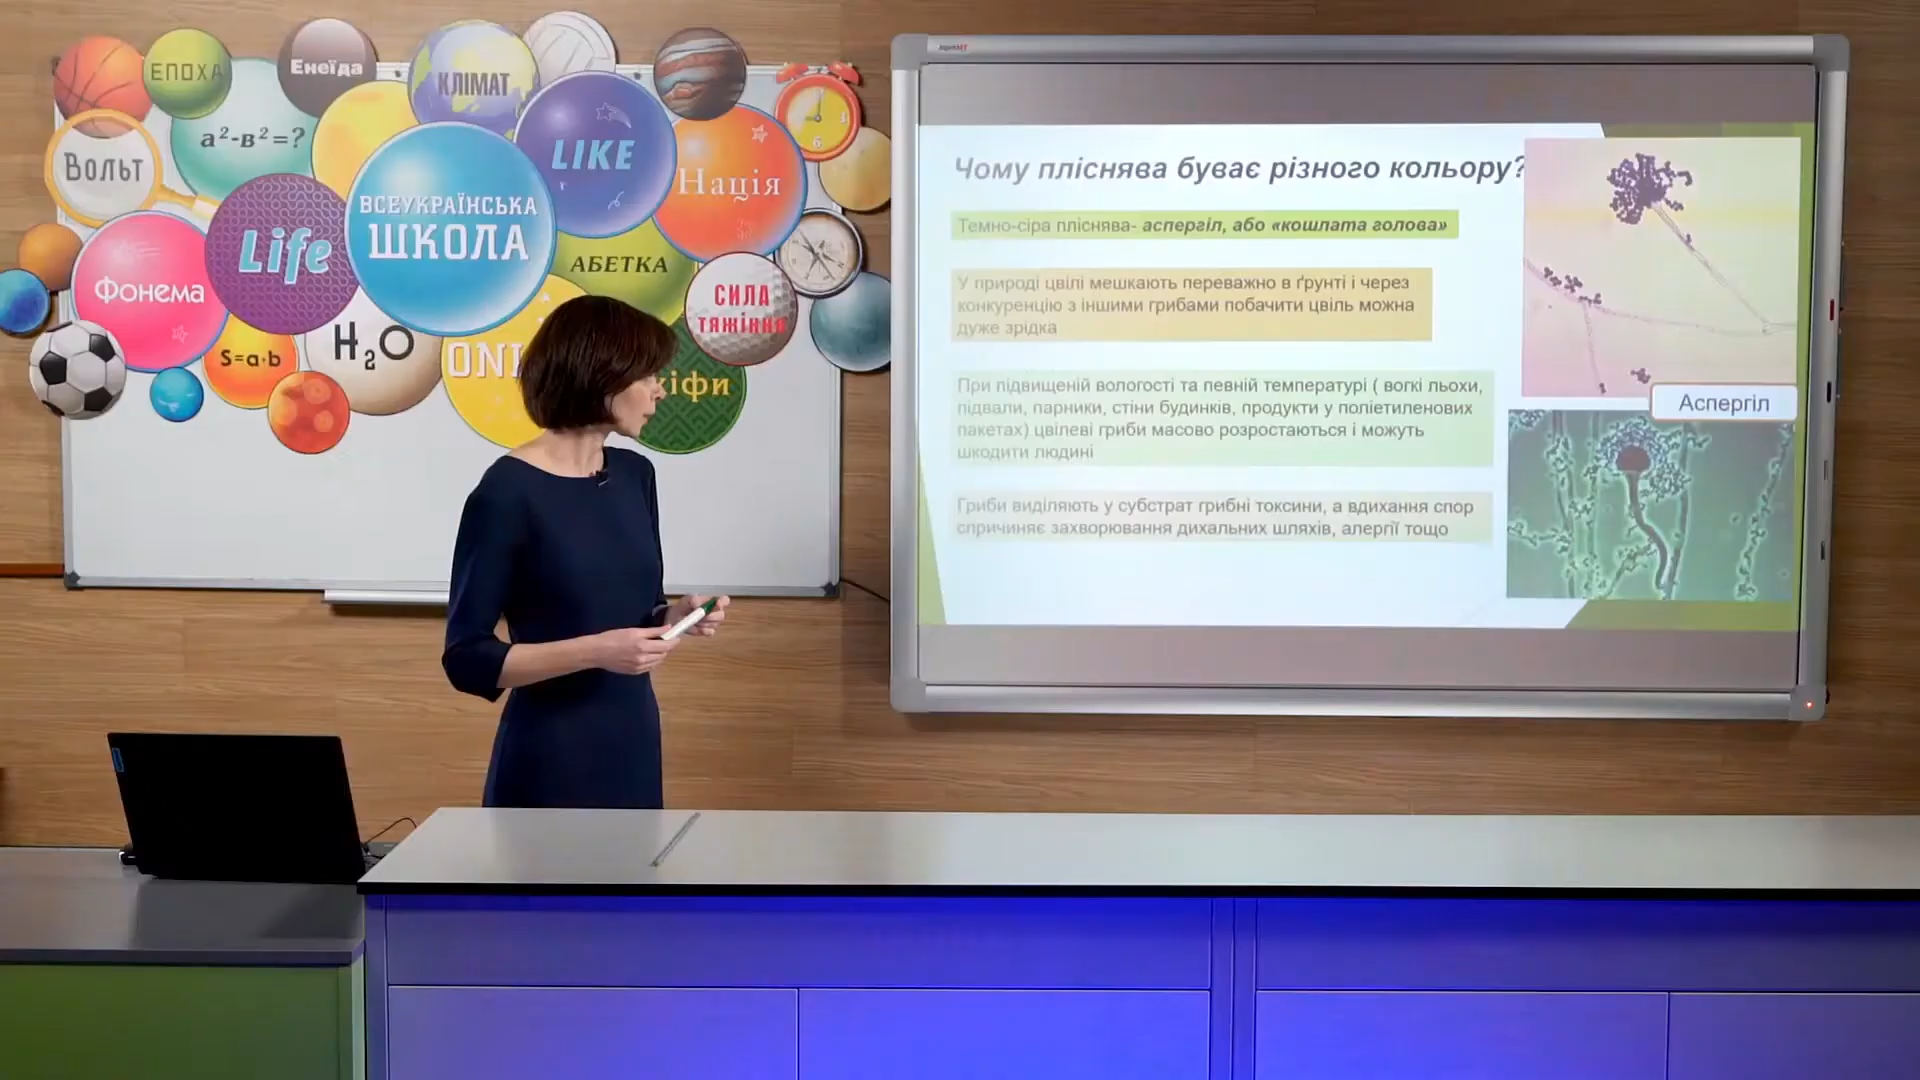 ЕПОХА
Енеїда
КЛІМАТ
a²-в²=?
Вольт
LIKE
Нація
ВСЕУКРАЇНСЬКА
ШКОЛА
Life
АБЕТКА
Фонема
СИЛА
ТЯЖІННЯ
S=a·b
H₂O
6
Чому пліснява буває різного кольору?
Темно-сіра пліснява- аспергіл, або «кошлата голова»
У природі цвілі мешкають переважно в ґрунті і через
конкуренцію з іншими грибами побачити цвіль можна
дуже зрідка
При підвищеній вологості та певній температурі ( вогкі льохи,
підвали, парники, стіни будинків, продукти у поліетиленових
пакетах) цвілеві гриби масово розростаються і можуть
шкодити людині
Гриби виділяють у субстрат грибні токсини, а вдихання спор
спричиняє захворювання дихальних шляхів, алергії тощо
Аспергіл